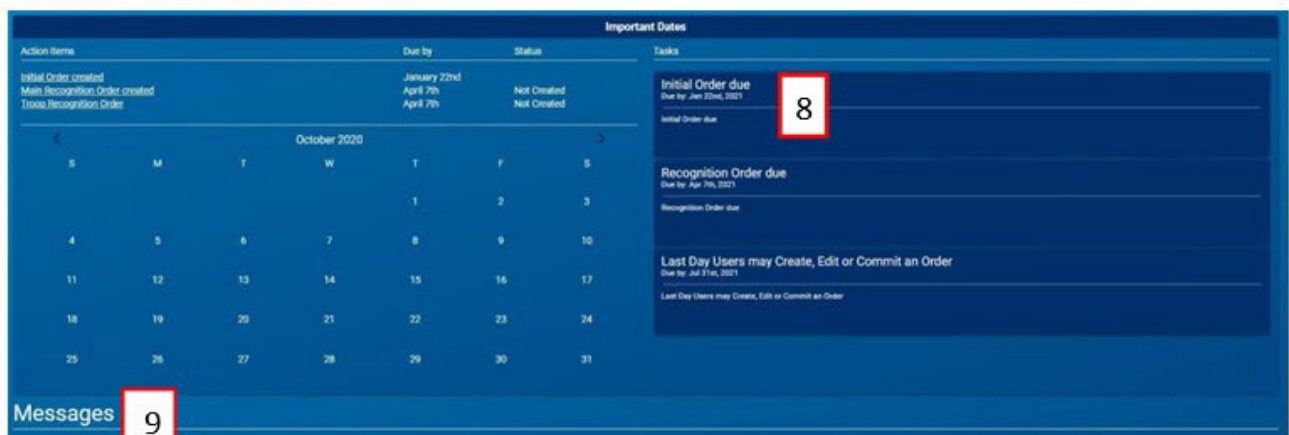 Important Dates
Action Items Due by Status
Initial Order created January 22nd
Main Recognition Order created April 7th Not Created
Troop Recognition Order April 7th Not Created
October 2020
S M T W T F S
1 2 3
4 5 6 7 8 9 10
11 12 13 14 15 16 17
18 19 20 21 22 23 24
25 26 27 28 29 30 31
Tasks
Initial Order due
Due by: Jan 22nd, 2021
Initial Order due
8
Recognition Order due
Due by: Apr 7th, 2021
Recognition Order due
Last Day Users may Create, Edit or Commit an Order
Due by: Jul 31st, 2021
Last Day Users may Create, Edit or Commit an Order
Messages 9